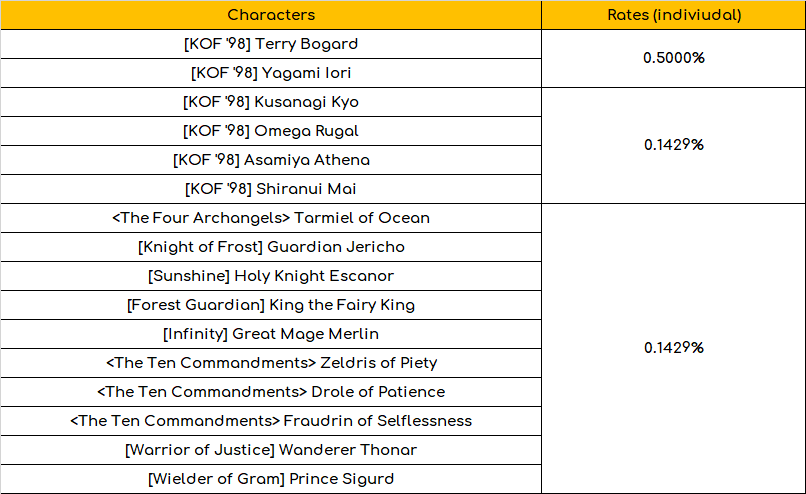 Characters Rates (indiviudal)
[KOF '98] Terry Bogard
0.5000%
[KOF '98] Yagami Iori
[KOF '98] Kusanagi Kyo
[KOF '98] Omega Rugal
0.1429%
[KOF '98] Asamiya Athena
[KOF '98] Shiranui Mai
<The Four Archangels> Tarmiel of Ocean
[Knight of Frost] Guardian Jericho
[Sunshine] Holy Knight Escanor
[Forest Guardian] King the Fairy King
[Infinity] Great Mage Merlin
0.1429%
<The Ten Commandments> Zeldris of Piety
<The Ten Commandments> Drole of Patience
<The Ten Commandments> Fraudrin of Selflessness
[Warrior of Justice] Wanderer Thonar
[Wielder of Gram] Prince Sigurd